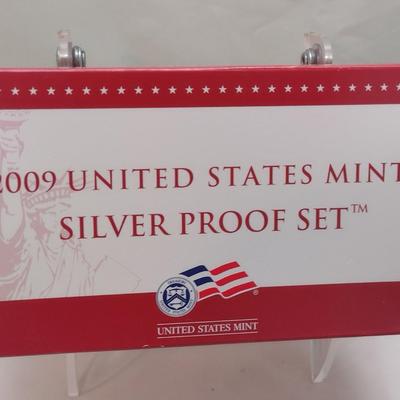 2009 UNITED STATES MINT
SILVER PROOF SET™
®
UNITED STATES MINT